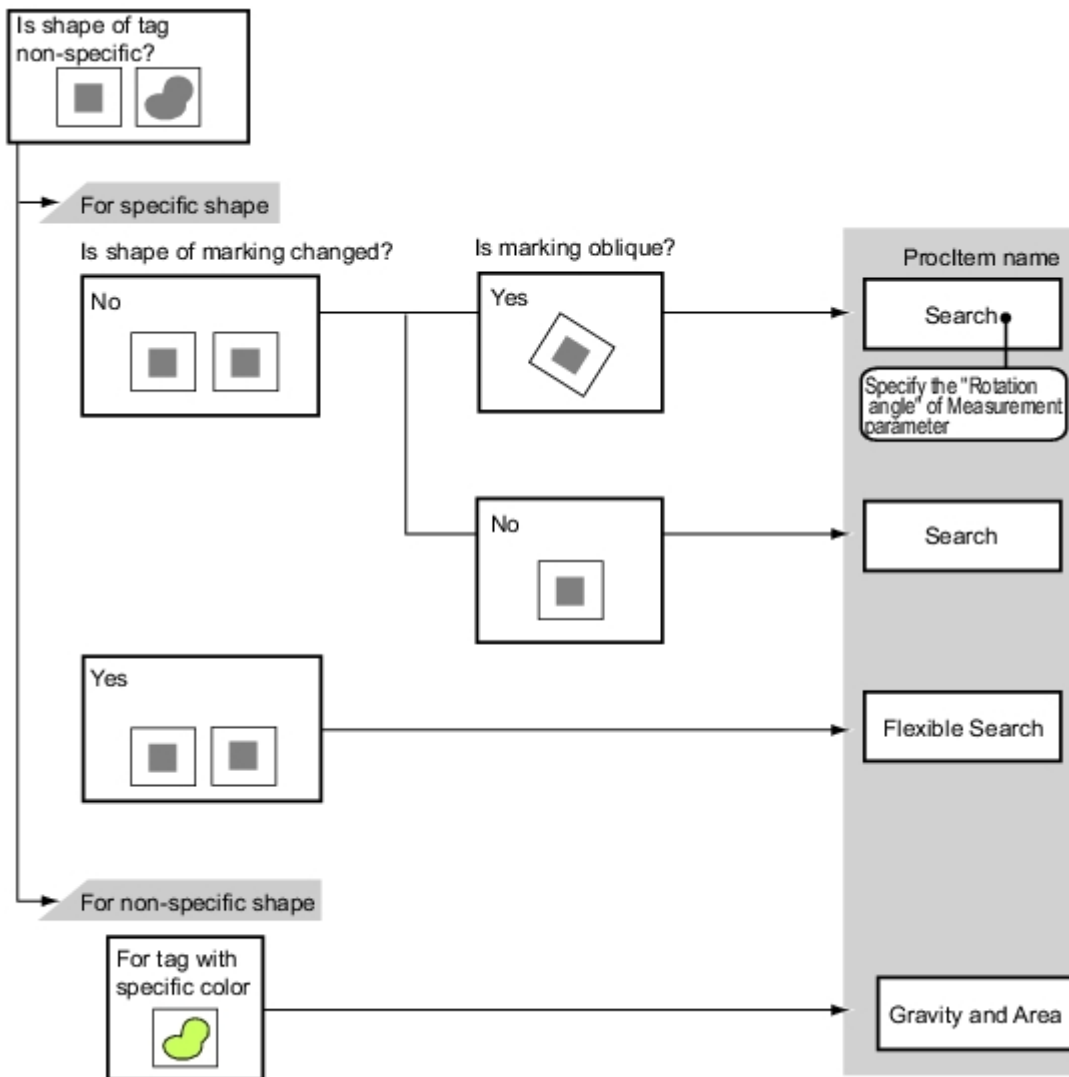 Is shape of tag
non-specific?
For specific shape
Is shape of marking changed?
Is marking oblique?
ProcItem name
No
Yes
Search
Specify the "Rotation
angle" of Measurement
parameter
No
Search
Yes
Flexible Search
For non-specific shape
For tag with
specific color
Gravity and Area